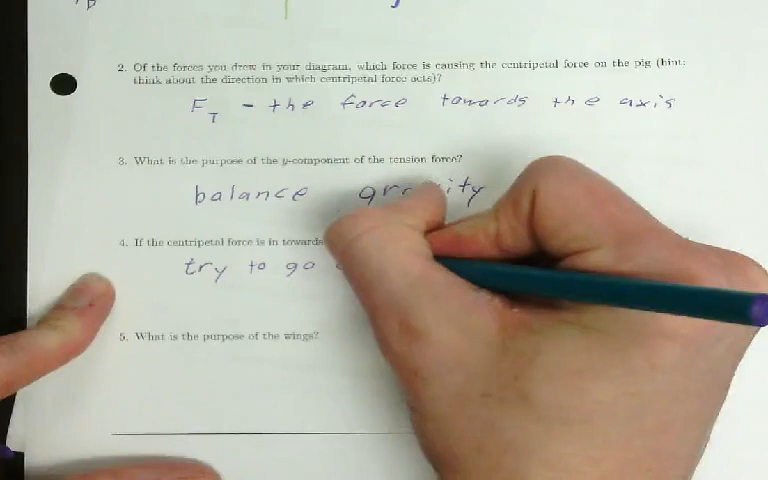 2. Of the forces you drew in your diagram, which force is causing the centripetal force on the pig (hint:
think about the direction in which centripetal force acts)?
F_T - the force towards the axis
3. What is the purpose of the y-component of the tension force?
balance gravity
4. If the centripetal force is in towards
try to go
5. What is the purpose of the wings?